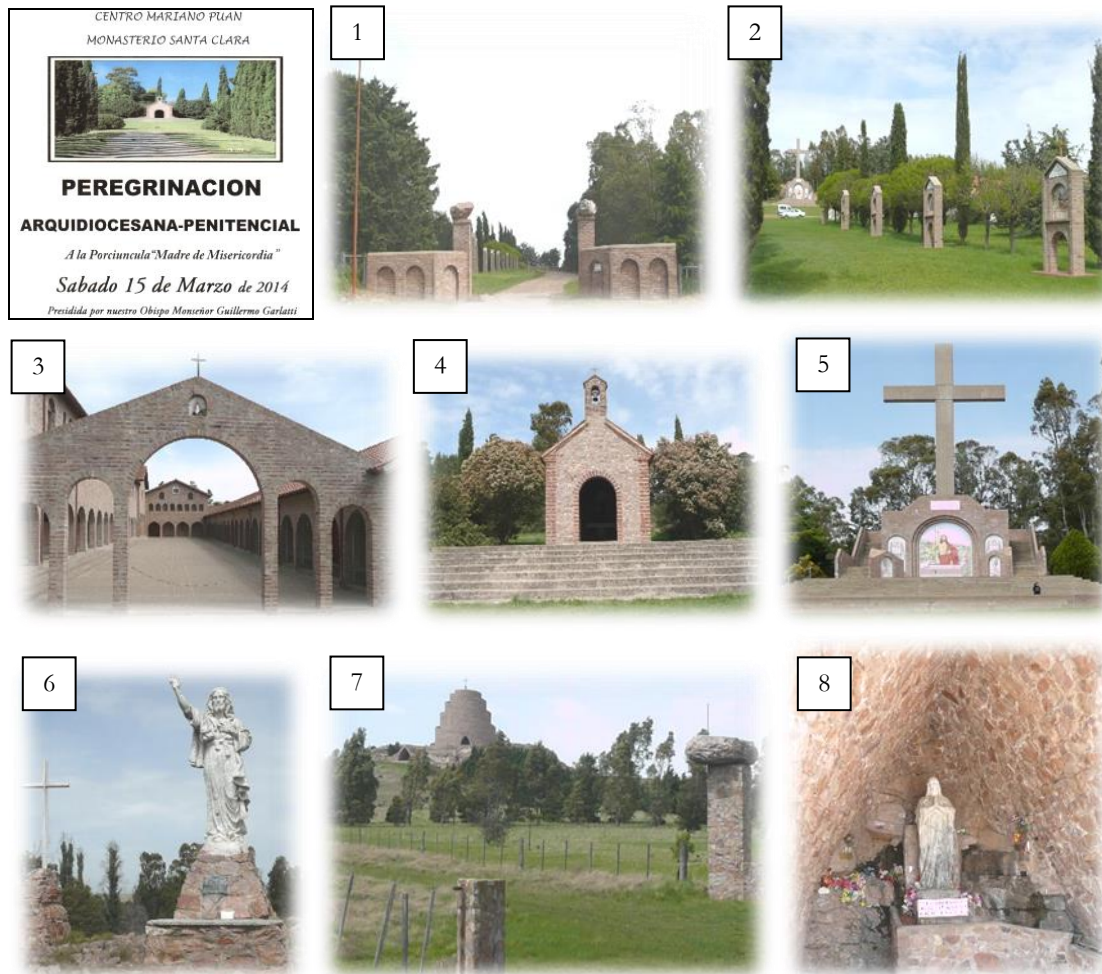 CENTRO MARIANO PUAN
MONASTERIO SANTA CLARA
PEREGRINACION
ARQUIDIOCESANA-PENITENCIAL
A la Porciuncula "Madre de Misericordia"
Sabado 15 de Marzo de 2014
Presidida por nuestro Obispo Monseñor Guillermo Garlatti
1
2
3
4
5
6
7
8